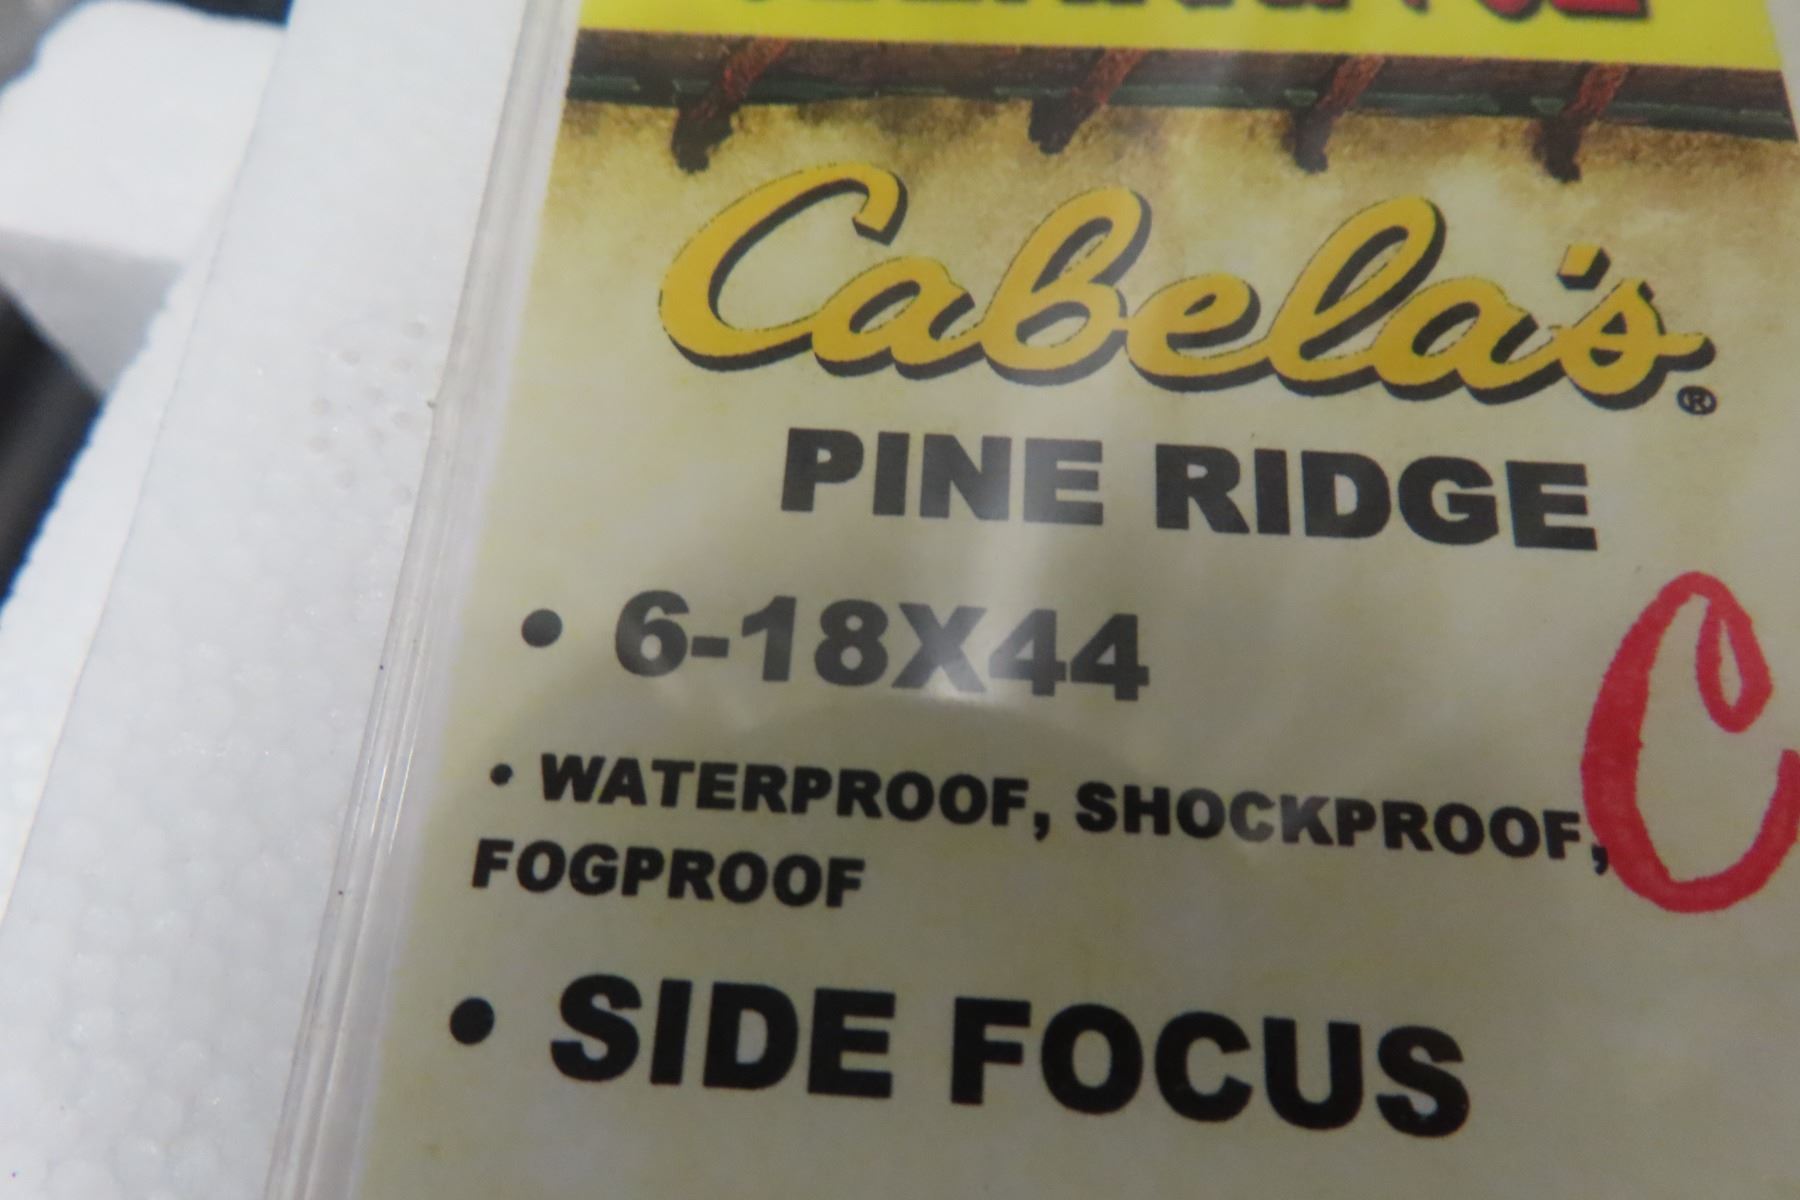 Cabela's®
PINE RIDGE
• 6-18X44
• WATERPROOF, SHOCKPROOF,
FOGPROOF
• SIDE FOCUS
C